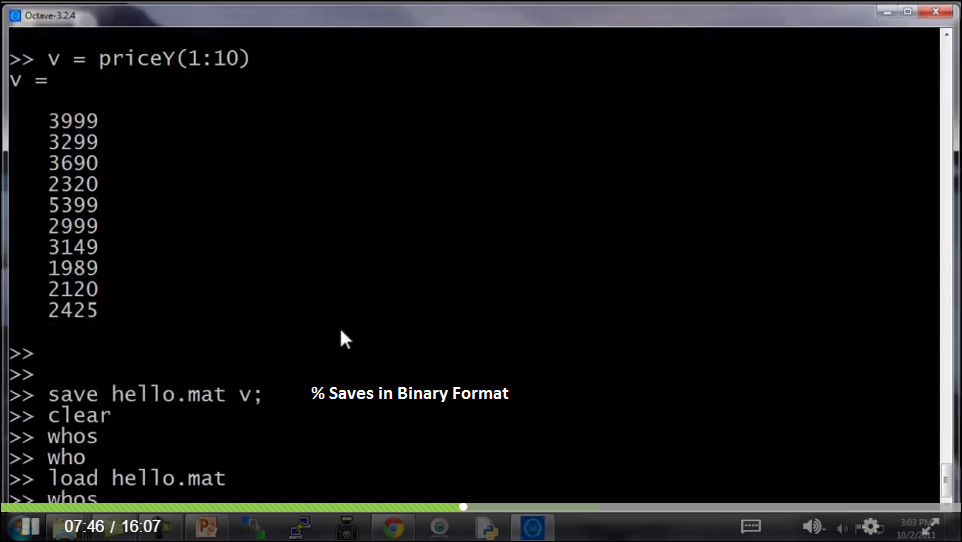 Octave-3.2.4
>> v = priceY(1:10)
v =
3999
3299
3690
2320
5399
2999
3149
1989
2120
2425
>>
>>
>> save hello.mat v; % Saves in Binary Format
>> clear
>> whos
>> who
>> load hello.mat
>> whos
07:46 / 16:07
3:03 PM
10/2/2011